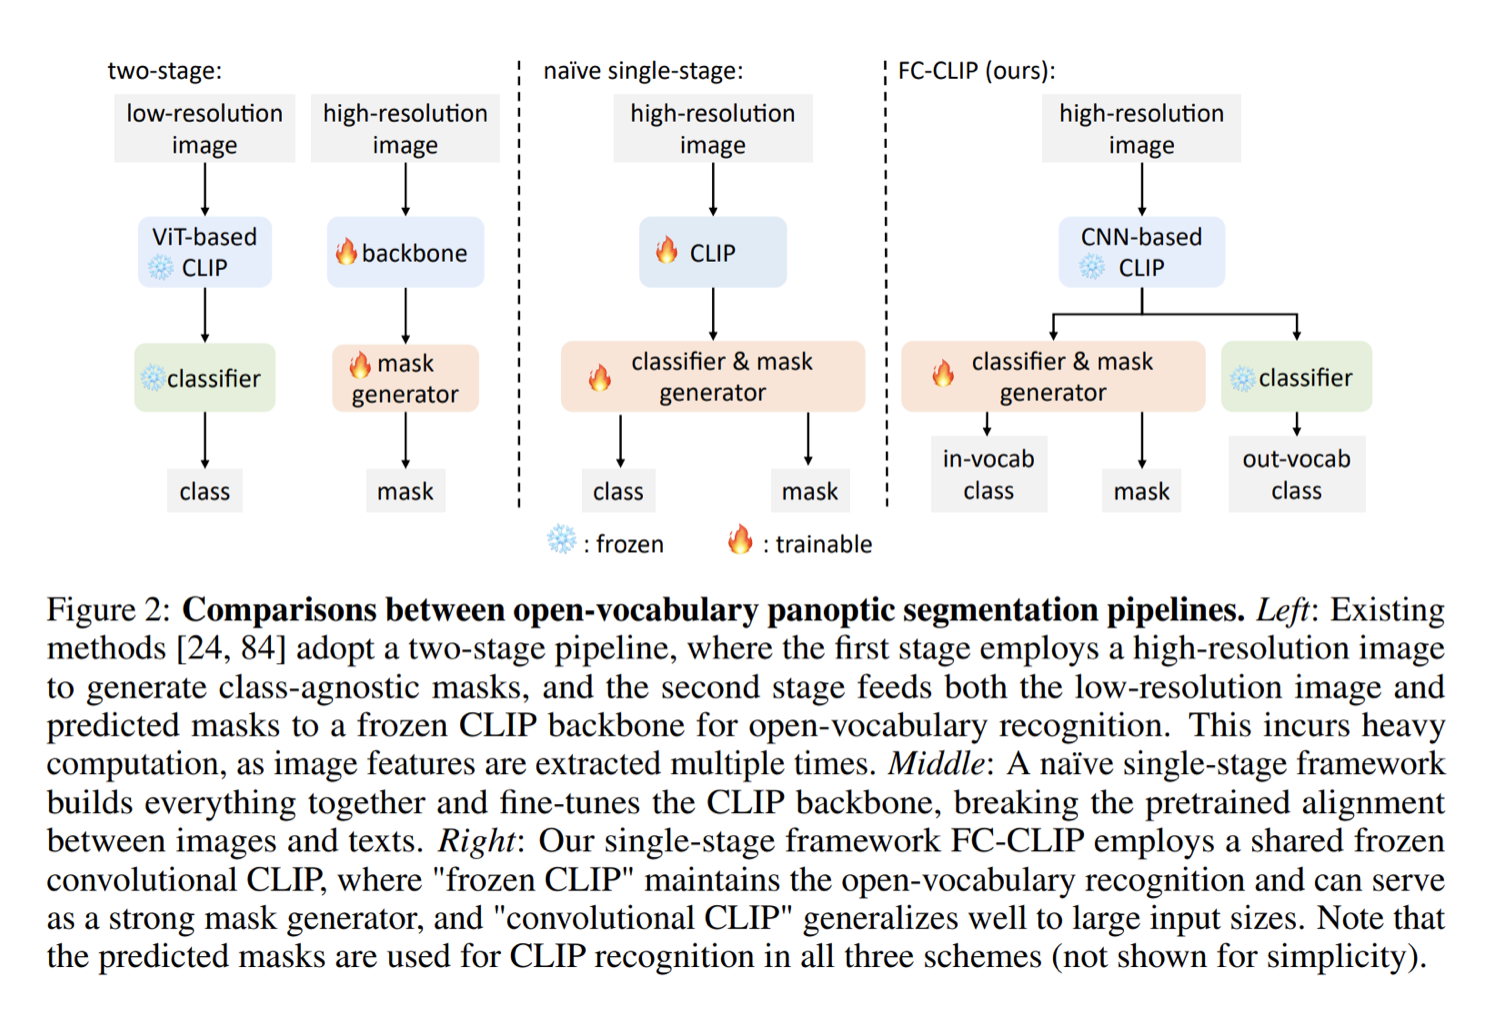 two-stage:
low-resolution
image
high-resolution
image
ViT-based
CLIP
backbone
classifier
mask
generator
class
mask
naïve single-stage:
high-resolution
image
CLIP
classifier & mask
generator
class
mask
FC-CLIP (ours):
high-resolution
image
CNN-based
CLIP
classifier & mask
generator
classifier
in-vocab
class
mask
out-vocab
class
: frozen
: trainable
Figure 2: Comparisons between open-vocabulary panoptic segmentation pipelines. Left: Existing
methods [24, 84] adopt a two-stage pipeline, where the first stage employs a high-resolution image
to generate class-agnostic masks, and the second stage feeds both the low-resolution image and
predicted masks to a frozen CLIP backbone for open-vocabulary recognition. This incurs heavy
computation, as image features are extracted multiple times. Middle: A naïve single-stage framework
builds everything together and fine-tunes the CLIP backbone, breaking the pretrained alignment
between images and texts. Right: Our single-stage framework FC-CLIP employs a shared frozen
convolutional CLIP, where "frozen CLIP" maintains the open-vocabulary recognition and can serve
as a strong mask generator, and "convolutional CLIP" generalizes well to large input sizes. Note that
the predicted masks are used for CLIP recognition in all three schemes (not shown for simplicity).